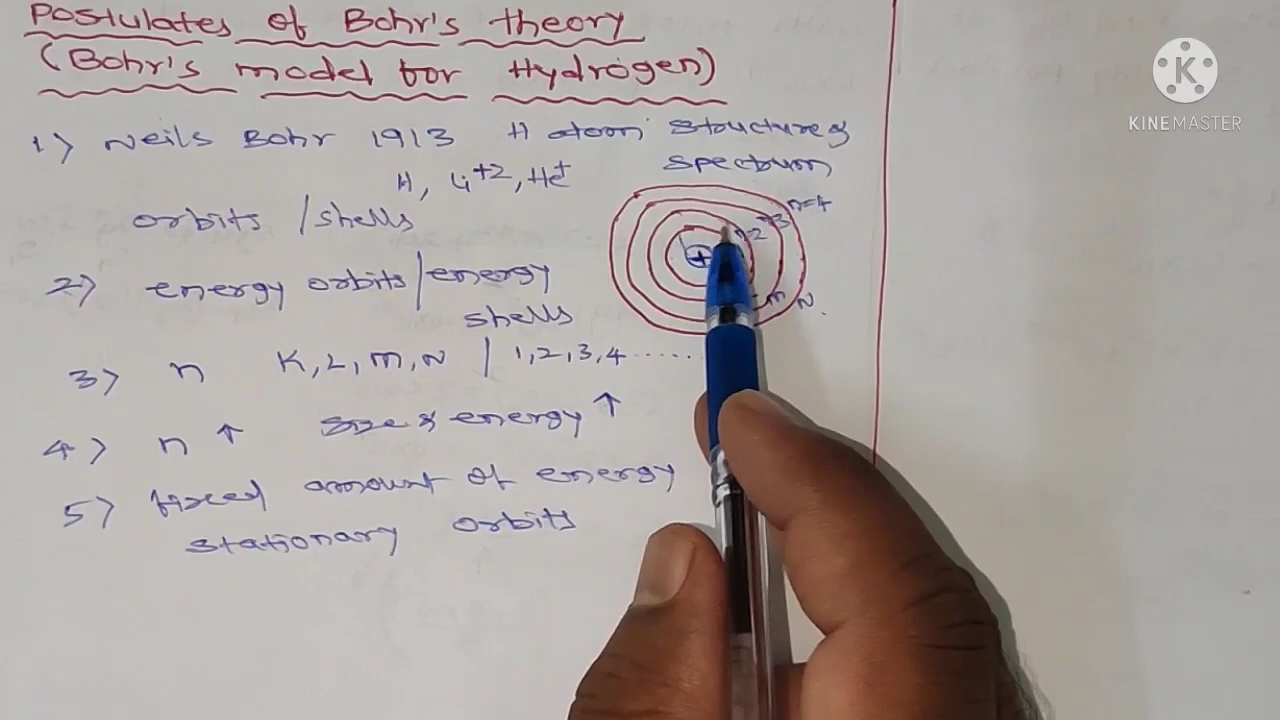 Postulates of Bohr's theory
(Bohr's model for Hydrogen)
1) Neils Bohr 1913 H atom structure &
spectrum
H, Li+2, He+
orbits / shells
n=4
n=3
n=2
2) energy orbits/energy
shells
m N
3) n K, L, M, N | 1, 2, 3, 4 ......
4) n ↑ size & energy ↑
5) fixed amount of energy
stationary orbits
KINEMASTER